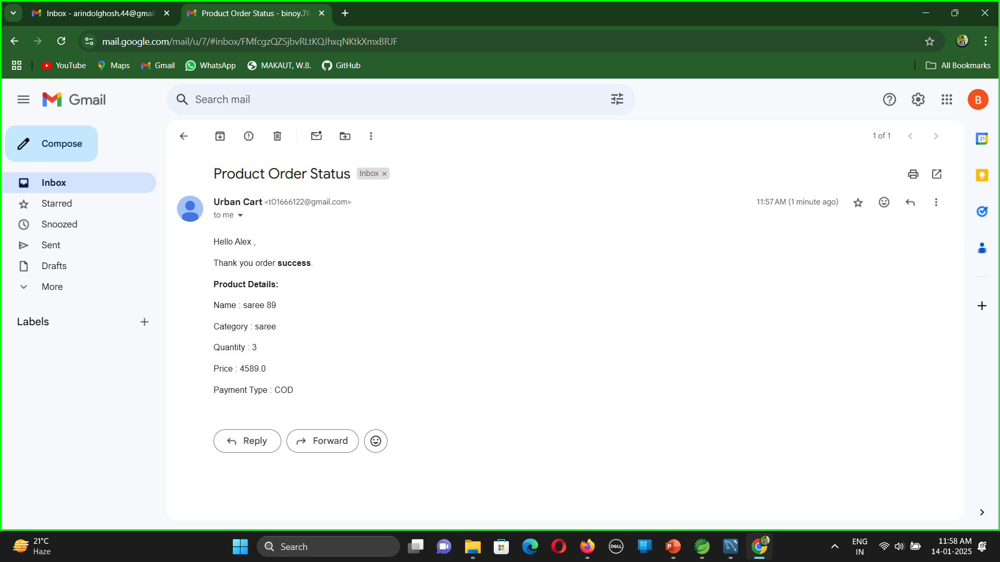 Inbox - arindolghosh.44@gmail
Product Order Status - binoy.78
mail.google.com/mail/u/7/#inbox/FMfcgzQZSjbvRLtKQJhxqNKtkXmxBRJF
YouTube
Maps
Gmail
WhatsApp
MAKAUT, W.B.
GitHub
All Bookmarks
Gmail
Search mail
B
Compose
1 of 1
31
Product Order Status
Inbox ×
Inbox
Starred
Snoozed
Sent
Drafts
More
Labels
Urban Cart <t01666122@gmail.com>
11:57 AM (1 minute ago)
to me
Hello Alex ,
Thank you order success.
Product Details:
Name : saree 89
Category : saree
Quantity : 3
Price : 4589.0
Payment Type : COD
Reply
Forward
21°C
Haze
Search
DELL
P
ENG
IN
11:58 AM
14-01-2025